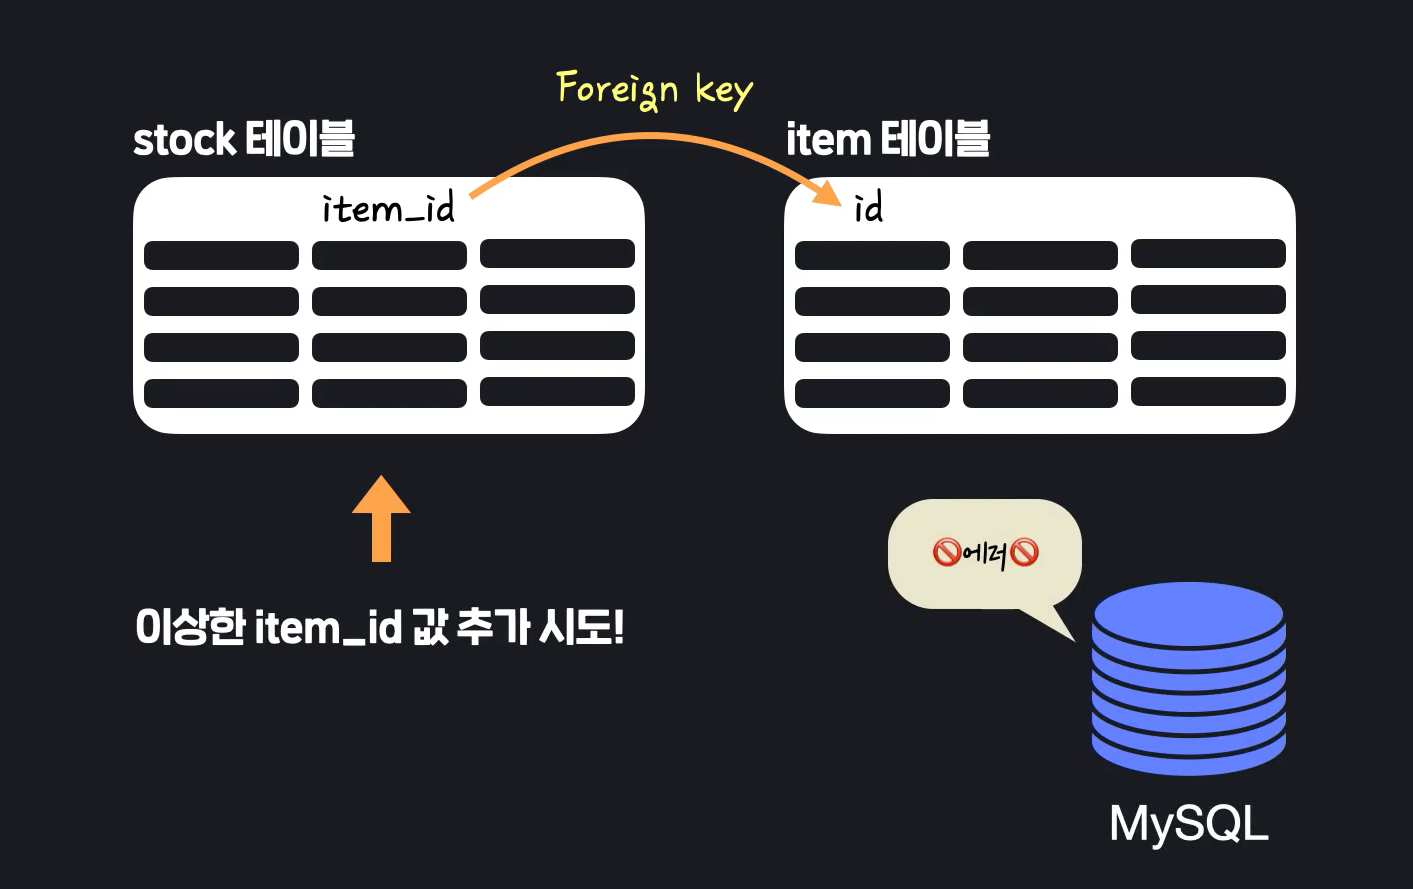 Foreign key
stock 테이블
item 테이블
item_id
id
🚫에러🚫
이상한 item_id 값 추가 시도!
MySQL